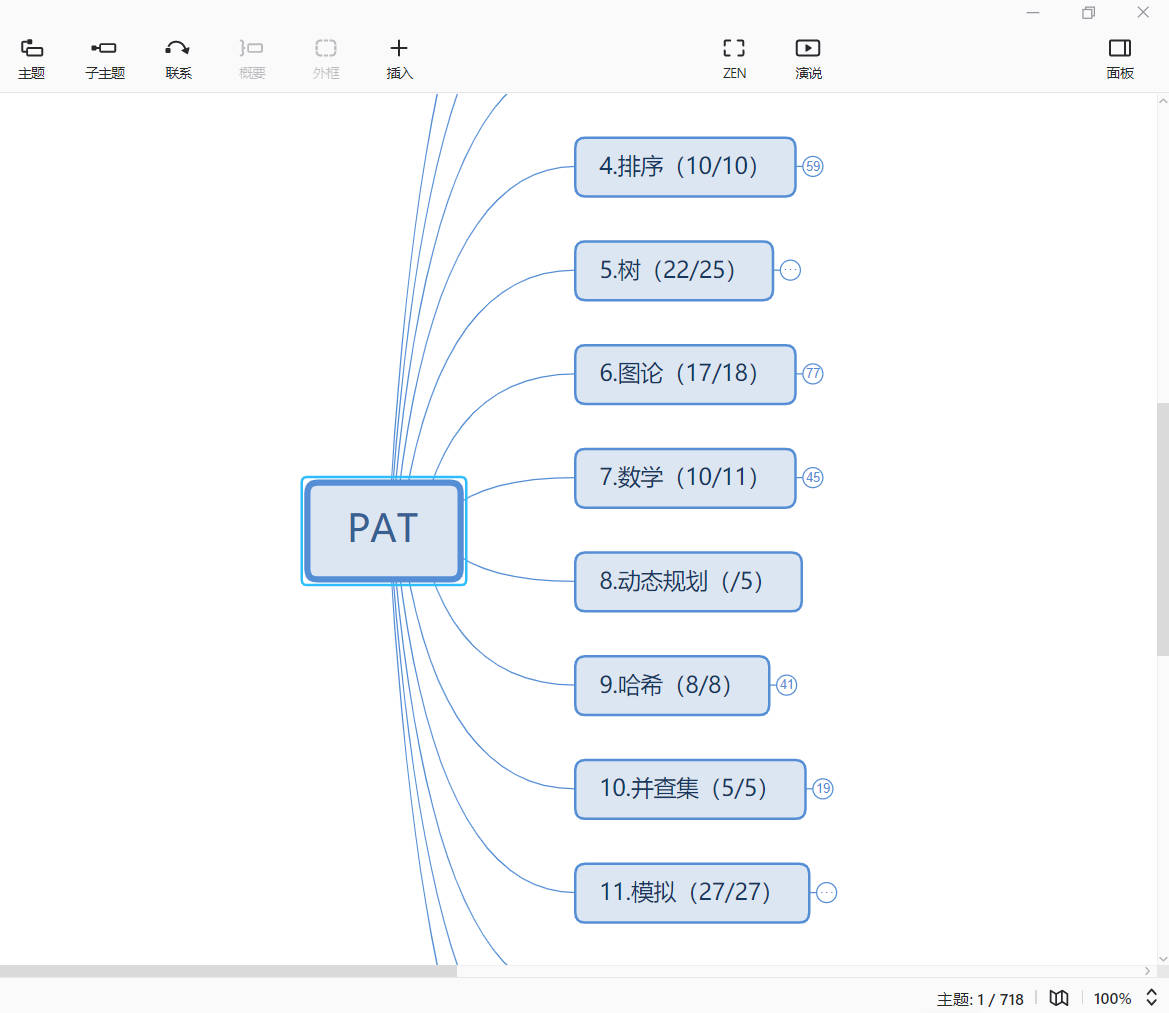 主题
子主题
联系
概要
外框
插入
ZEN
演说
面板
4.排序（10/10）
59
5.树（22/25）
6.图论（17/18）
77
7.数学（10/11）
45
PAT
8.动态规划（/5）
9.哈希（8/8）
41
10.并查集（5/5）
19
11.模拟（27/27）
主题: 1 / 718
100%